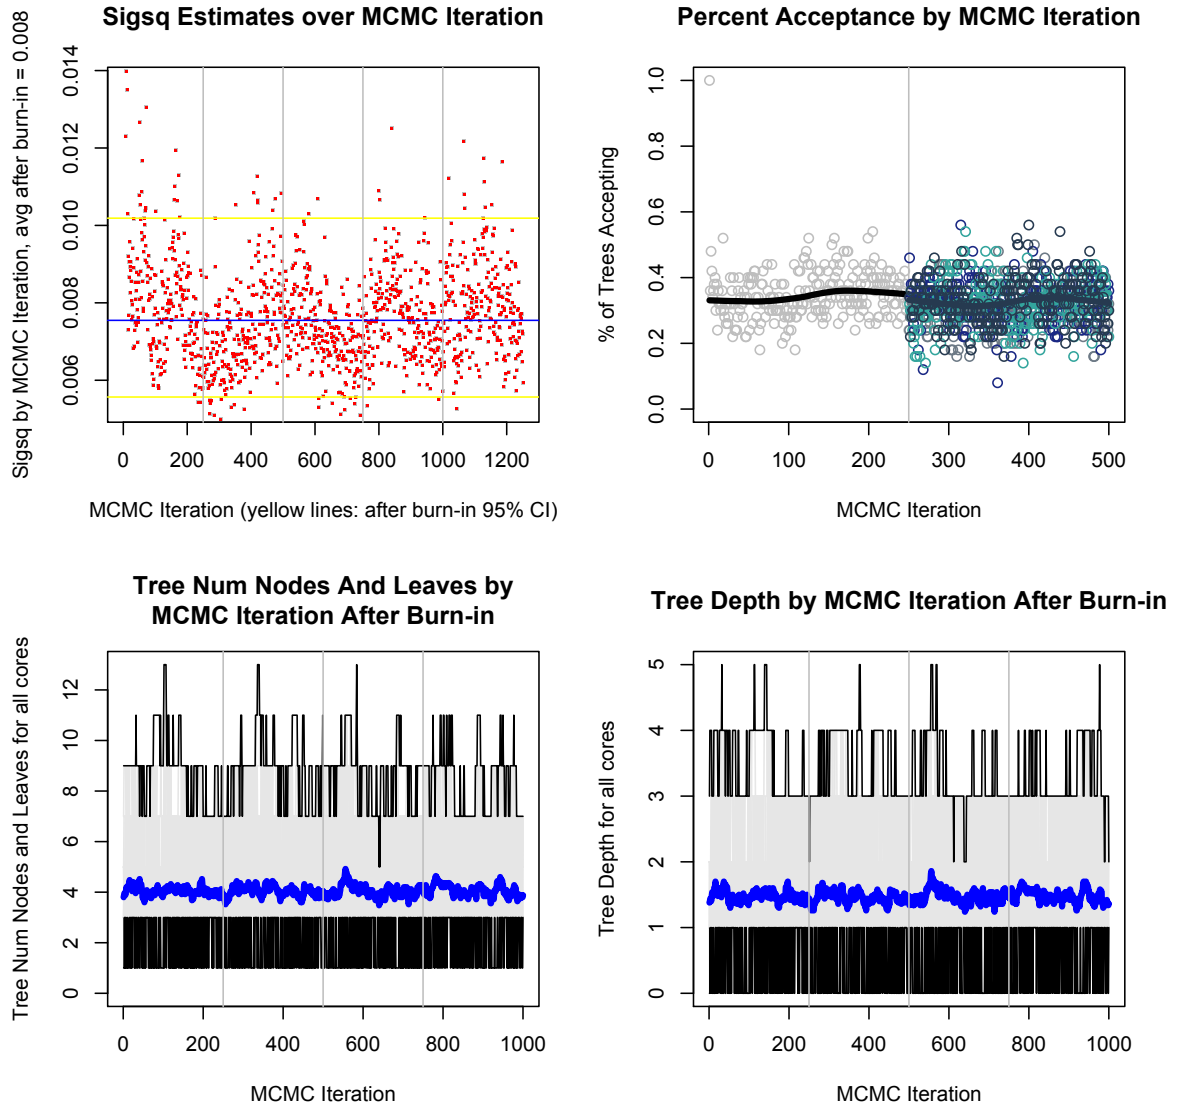 Sigsq Estimates over MCMC Iteration
Sigsq by MCMC Iteration, avg after burn-in = 0.008
0.014
0.012
0.010
0.008
0.006
0 200 400 600 800 1000 1200
MCMC Iteration (yellow lines: after burn-in 95% CI)
Percent Acceptance by MCMC Iteration
% of Trees Accepting
1.0
0.8
0.6
0.4
0.2
0.0
0 100 200 300 400 500
MCMC Iteration
Tree Num Nodes And Leaves by
MCMC Iteration After Burn-in
Tree Num Nodes and Leaves for all cores
12
10
8
6
4
2
0
0 200 400 600 800 1000
MCMC Iteration
Tree Depth by MCMC Iteration After Burn-in
Tree Depth for all cores
5
4
3
2
1
0
0 200 400 600 800 1000
MCMC Iteration